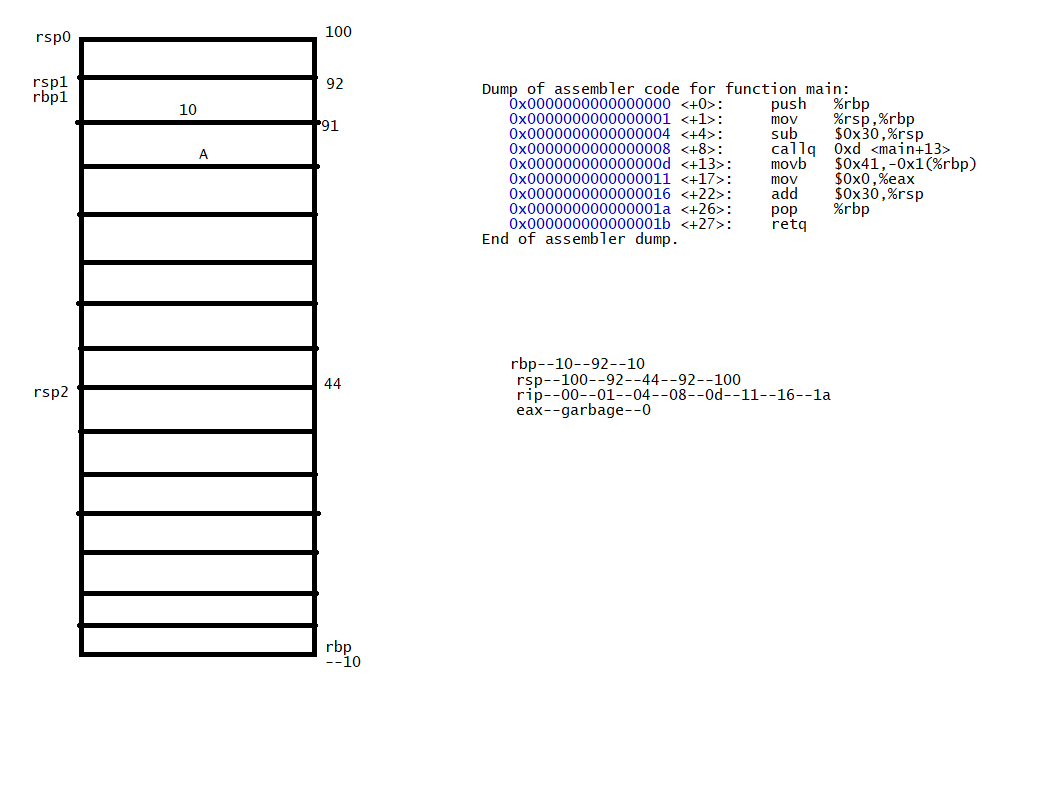 rsp0
100
rsp1
rbp1
92
10
91
A
rsp2
44
rbp
--10
Dump of assembler code for function main:
0x0000000000000000 <+0>: push %rbp
0x0000000000000001 <+1>: mov %rsp,%rbp
0x0000000000000004 <+4>: sub $0x30,%rsp
0x0000000000000008 <+8>: callq 0xd <main+13>
0x000000000000000d <+13>: movb $0x41,-0x1(%rbp)
0x0000000000000011 <+17>: mov $0x0,%eax
0x0000000000000016 <+22>: add $0x30,%rsp
0x000000000000001a <+26>: pop %rbp
0x000000000000001b <+27>: retq
End of assembler dump.
rbp--10--92--10
rsp--100--92--44--92--100
rip--00--01--04--08--0d--11--16--1a
eax--garbage--0